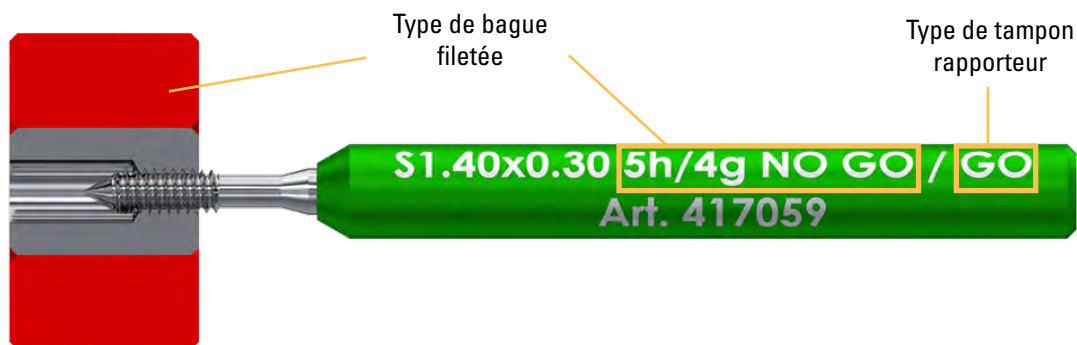 Type de bague
filetée
Type de tampon
rapporteur
S1.40x0.30 5h/4g NO GO / GO
Art. 417059